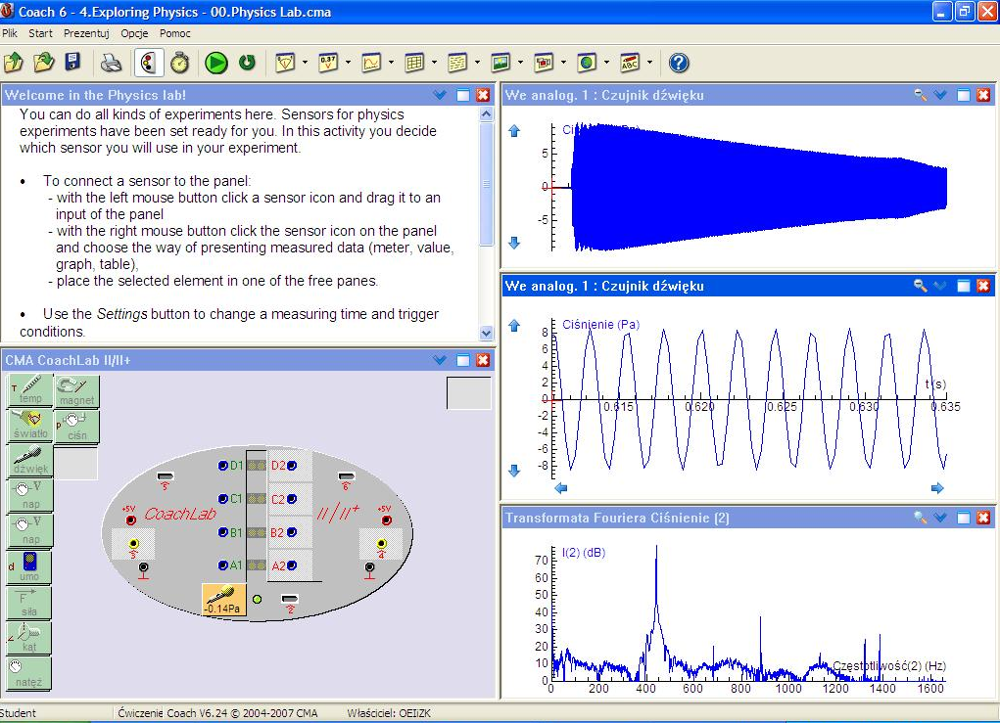 Coach 6 - 4.Exploring Physics - 00.Physics Lab.cma
Plik Start Prezentuj Opcje Pomoc
0.37
ABC
Welcome in the Physics lab!
You can do all kinds of experiments here. Sensors for physics
experiments have been set ready for you. In this activity you decide
which sensor you will use in your experiment.
• To connect a sensor to the panel:
- with the left mouse button click a sensor icon and drag it to an
input of the panel
- with the right mouse button click the sensor icon on the panel
and choose the way of presenting measured data (meter, value,
graph, table),
- place the selected element in one of the free panes.
• Use the Settings button to change a measuring time and trigger
conditions.
We analog. 1 : Czujnik dźwięku
5
0
-5
We analog. 1 : Czujnik dźwięku
Ciśnienie (Pa)
8
6
4
2
0
-2
-4
-6
-8
t (s)
0.615 0.620 0.625 0.630 0.635
CMA CoachLab II/II+
T
temp
magnet
światło
p
ciśn
dźwięk
V
nap
V
nap
d
umo
F
siła
kąt
natęż
D1 D2
5 6
C1 C2
+5V CoachLab II/II+ +5V
B1 B2
3 4
A1 A2
-0.14Pa
2
Transformata Fouriera Ciśnienie (2)
I(2) (dB)
70
60
50
40
30
20
10
0
Częstotliwość(2) (Hz)
0 200 400 600 800 1000 1200 1400 1600
Student
Ćwiczenie Coach V6.24 © 2004-2007 CMA
Właściciel: OEIiZK